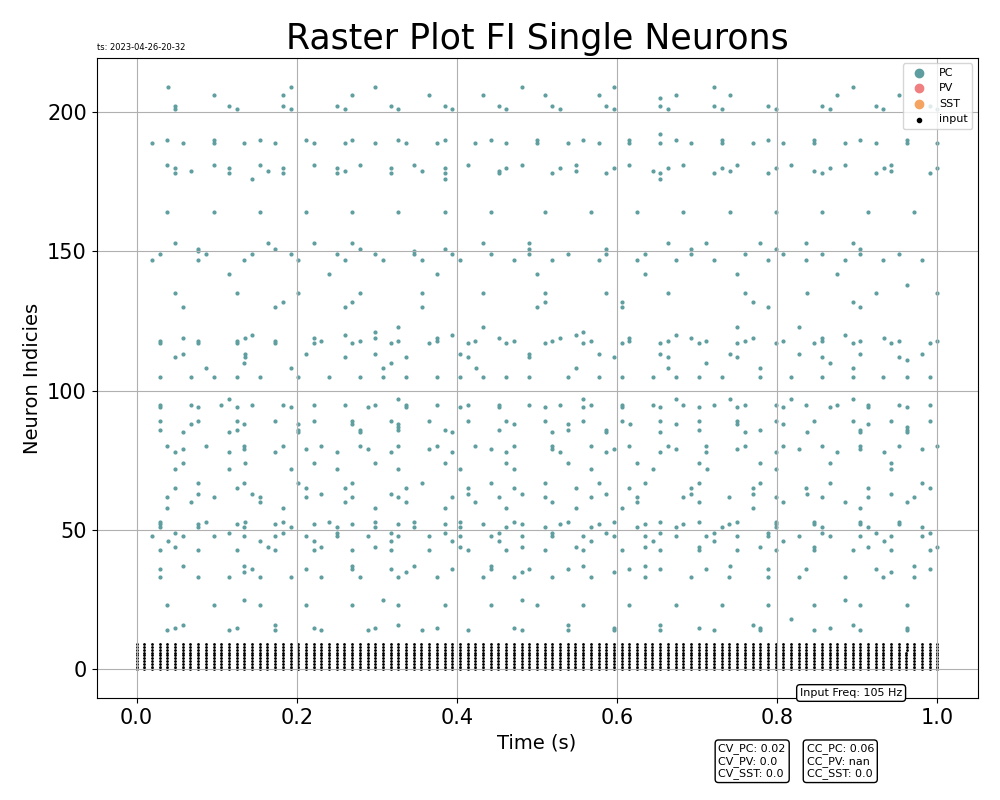 Raster Plot FI Single Neurons
ts: 2023-04-26-20-32
PC
PV
SST
input
Neuron Indicies
200
150
100
50
0
0.0 0.2 0.4 0.6 0.8 1.0
Input Freq: 105 Hz
Time (s)
CV_PC: 0.02
CV_PV: 0.0
CV_SST: 0.0
CC_PC: 0.06
CC_PV: nan
CC_SST: 0.0